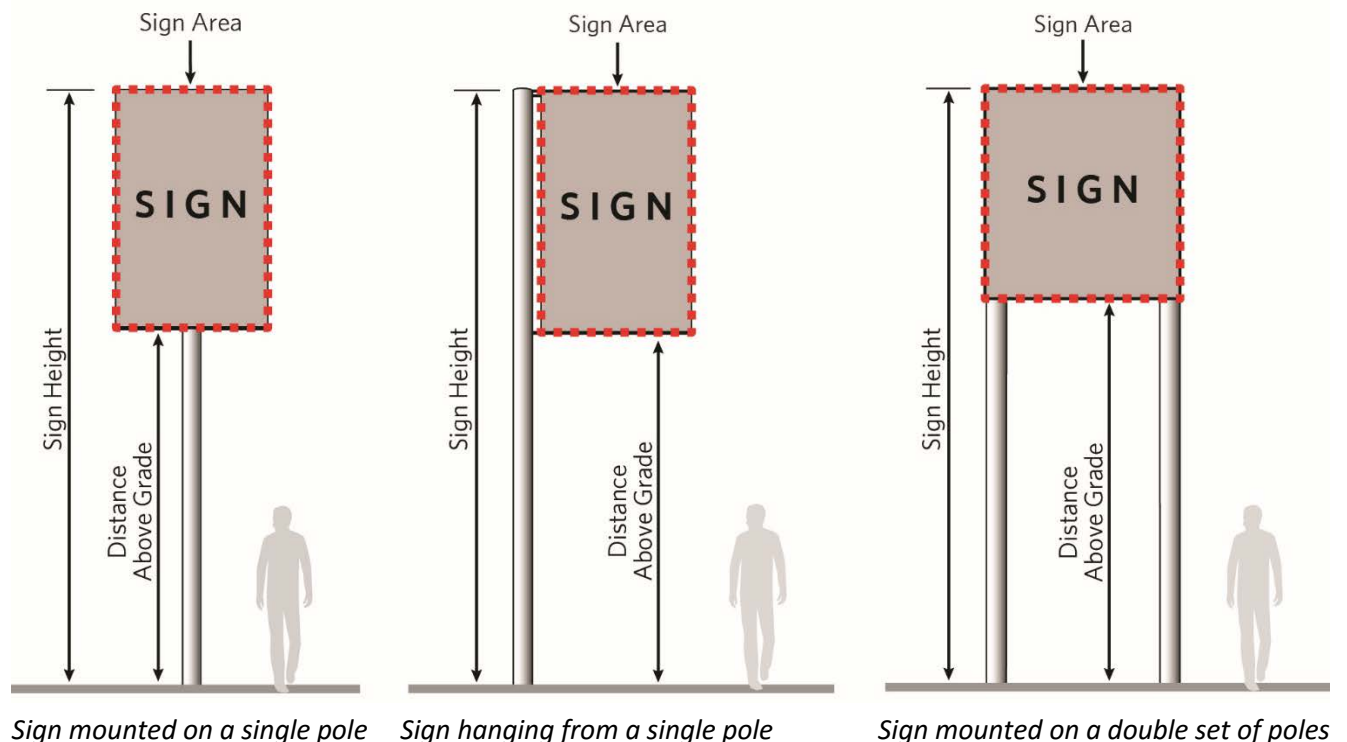 Sign Area
SIGN
Sign Height
Distance
Above Grade
Sign mounted on a single pole
Sign Area
SIGN
Sign Height
Distance
Above Grade
Sign hanging from a single pole
Sign Area
SIGN
Sign Height
Distance
Above Grade
Sign mounted on a double set of poles